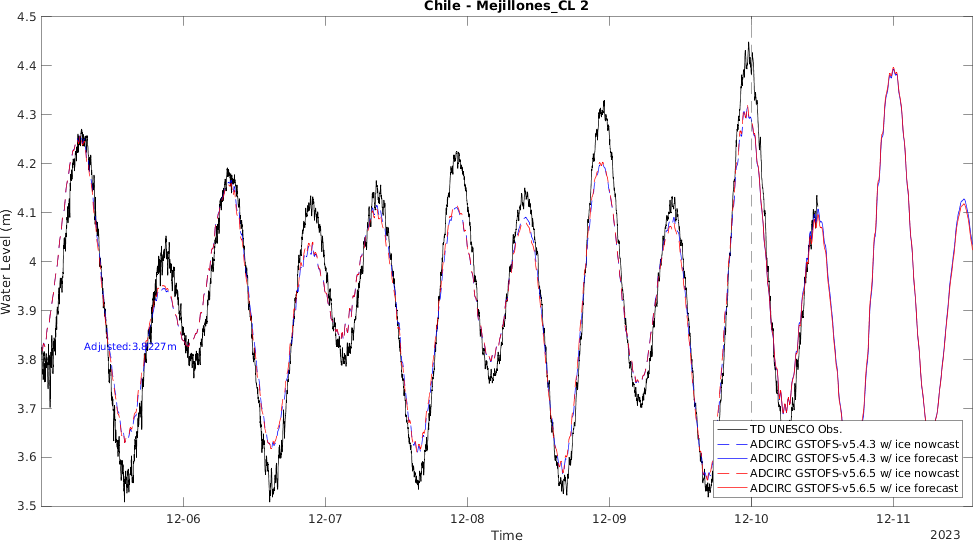 Chile - Mejillones_CL 2
4.5
4.4
4.3
4.2
4.1
4
3.9
3.8
3.7
3.6
3.5
Water Level (m)
Adjusted:3.8227m
TD UNESCO Obs.
ADCIRC GSTOFS-v5.4.3 w/ ice nowcast
ADCIRC GSTOFS-v5.4.3 w/ ice forecast
ADCIRC GSTOFS-v5.6.5 w/ ice nowcast
ADCIRC GSTOFS-v5.6.5 w/ ice forecast
12-06 12-07 12-08 12-09 12-10 12-11
Time
2023